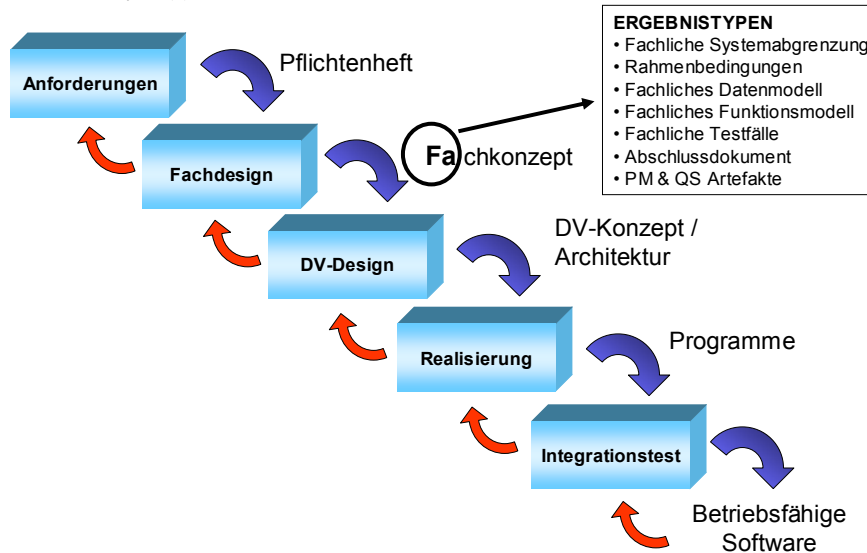 Anforderungen
Pflichtenheft
Fachdesign
Fachkonzept
ERGEBNISTYPEN
• Fachliche Systemabgrenzung
• Rahmenbedingungen
• Fachliches Datenmodell
• Fachliches Funktionsmodell
• Fachliche Testfälle
• Abschlussdokument
• PM & QS Artefakte
DV-Design
DV-Konzept /
Architektur
Realisierung
Programme
Integrationstest
Betriebsfähige
Software